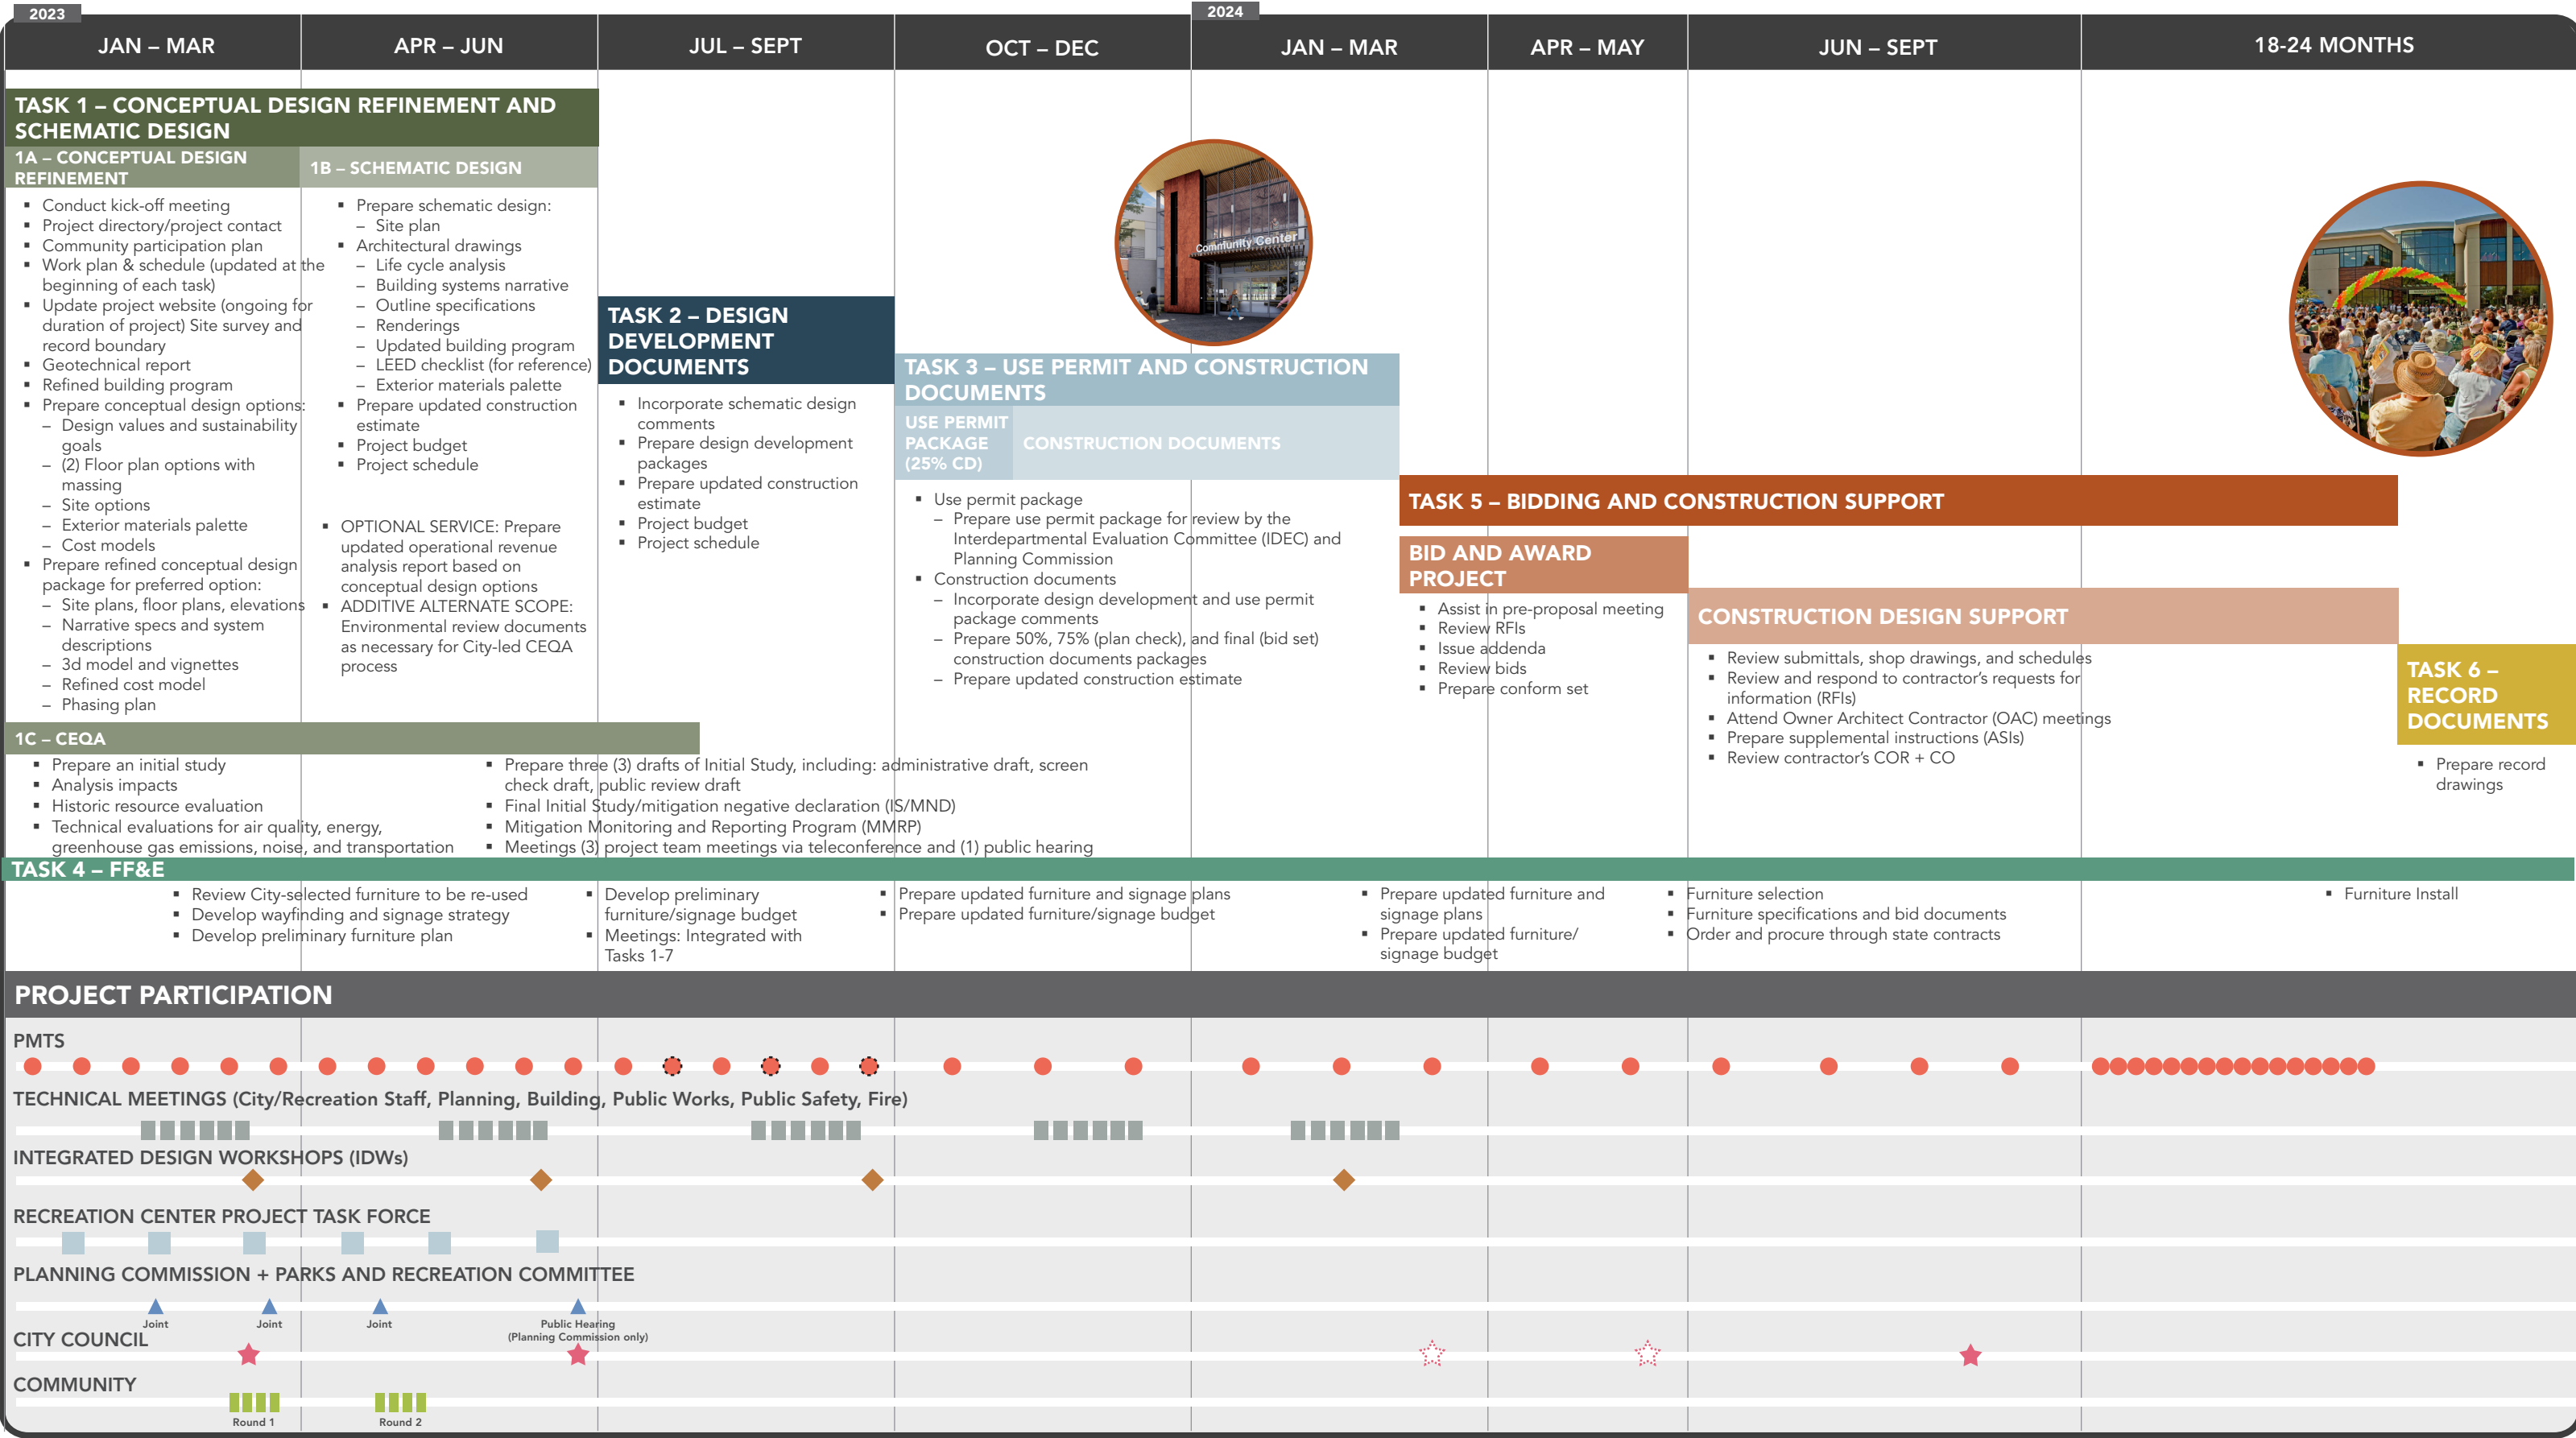 2023
2024
JAN – MAR
APR – JUN
JUL – SEPT
OCT – DEC
JAN – MAR
APR – MAY
JUN – SEPT
18-24 MONTHS
TASK 1 – CONCEPTUAL DESIGN REFINEMENT AND
SCHEMATIC DESIGN
1A – CONCEPTUAL DESIGN
REFINEMENT
▪ Conduct kick-off meeting
▪ Project directory/project contact
▪ Community participation plan
▪ Work plan & schedule (updated at the
beginning of each task)
▪ Update project website (ongoing for
duration of project) Site survey and
record boundary
▪ Geotechnical report
▪ Refined building program
▪ Prepare conceptual design options:
– Design values and sustainability
goals
– (2) Floor plan options with
massing
– Site options
– Exterior materials palette
– Cost models
▪ Prepare refined conceptual design
package for preferred option:
– Site plans, floor plans, elevations
– Narrative specs and system
descriptions
– 3d model and vignettes
– Refined cost model
– Phasing plan
1B – SCHEMATIC DESIGN
▪ Prepare schematic design:
– Site plan
▪ Architectural drawings
– Life cycle analysis
– Building systems narrative
– Outline specifications
– Renderings
– Updated building program
– LEED checklist (for reference)
– Exterior materials palette
▪ Prepare updated construction
estimate
▪ Project budget
▪ Project schedule
▪ OPTIONAL SERVICE: Prepare
updated operational revenue
analysis report based on
conceptual design options
▪ ADDITIVE ALTERNATE SCOPE:
Environmental review documents
as necessary for City-led CEQA
process
TASK 2 – DESIGN
DEVELOPMENT
DOCUMENTS
▪ Incorporate schematic design
comments
▪ Prepare design development
packages
▪ Prepare updated construction
estimate
▪ Project budget
▪ Project schedule
Community Center
TASK 3 – USE PERMIT AND CONSTRUCTION
DOCUMENTS
USE PERMIT
PACKAGE
(25% CD)
CONSTRUCTION DOCUMENTS
▪ Use permit package
– Prepare use permit package for review by the
Interdepartmental Evaluation Committee (IDEC) and
Planning Commission
▪ Construction documents
– Incorporate design development and use permit
package comments
– Prepare 50%, 75% (plan check), and final (bid set)
construction documents packages
– Prepare updated construction estimate
TASK 5 – BIDDING AND CONSTRUCTION SUPPORT
BID AND AWARD
PROJECT
▪ Assist in pre-proposal meeting
▪ Review RFIs
▪ Issue addenda
▪ Review bids
▪ Prepare conform set
CONSTRUCTION DESIGN SUPPORT
▪ Review submittals, shop drawings, and schedules
▪ Review and respond to contractor’s requests for
information (RFIs)
▪ Attend Owner Architect Contractor (OAC) meetings
▪ Prepare supplemental instructions (ASIs)
▪ Review contractor’s COR + CO
TASK 6 –
RECORD
DOCUMENTS
▪ Prepare record
drawings
1C – CEQA
▪ Prepare an initial study
▪ Analysis impacts
▪ Historic resource evaluation
▪ Technical evaluations for air quality, energy,
greenhouse gas emissions, noise, and transportation
▪ Prepare three (3) drafts of Initial Study, including: administrative draft, screen
check draft, public review draft
▪ Final Initial Study/mitigation negative declaration (IS/MND)
▪ Mitigation Monitoring and Reporting Program (MMRP)
▪ Meetings (3) project team meetings via teleconference and (1) public hearing
TASK 4 – FF&E
▪ Review City-selected furniture to be re-used
▪ Develop wayfinding and signage strategy
▪ Develop preliminary furniture plan
▪ Develop preliminary
furniture/signage budget
▪ Meetings: Integrated with
Tasks 1-7
▪ Prepare updated furniture and signage plans
▪ Prepare updated furniture/signage budget
▪ Prepare updated furniture and
signage plans
▪ Prepare updated furniture/
signage budget
▪ Furniture selection
▪ Furniture specifications and bid documents
▪ Order and procure through state contracts
▪ Furniture Install
PROJECT PARTICIPATION
PMTS
TECHNICAL MEETINGS (City/Recreation Staff, Planning, Building, Public Works, Public Safety, Fire)
INTEGRATED DESIGN WORKSHOPS (IDWs)
RECREATION CENTER PROJECT TASK FORCE
PLANNING COMMISSION + PARKS AND RECREATION COMMITTEE
Joint
Joint
Joint
Public Hearing
(Planning Commission only)
CITY COUNCIL
COMMUNITY
Round 1
Round 2